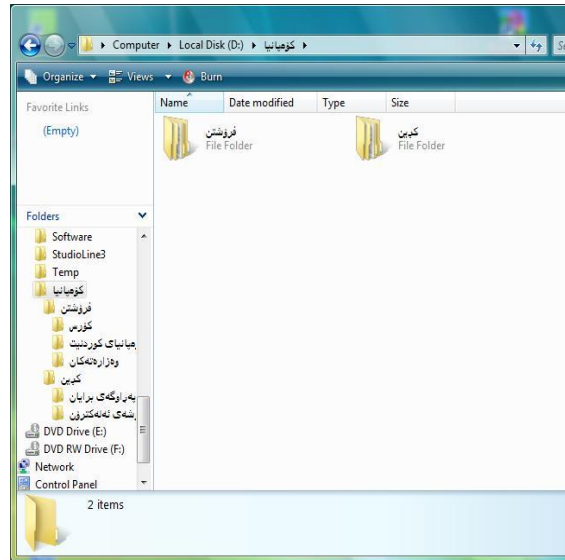 Computer ▸ Local Disk (D:) ▸ کۆمپانیا ▸
Organize Views Burn
Favorite Links
(Empty)
Name Date modified Type Size
فرۆشتن
File Folder
کڕین
File Folder
Folders
Software
StudioLine3
Temp
کۆمپانیا
فرۆشتن
کۆرس
کوردنیت
وەزارەتەکان
کڕین
برایان
ئەلەکترۆن
DVD Drive (E:)
DVD RW Drive (F:)
Network
Control Panel
2 items